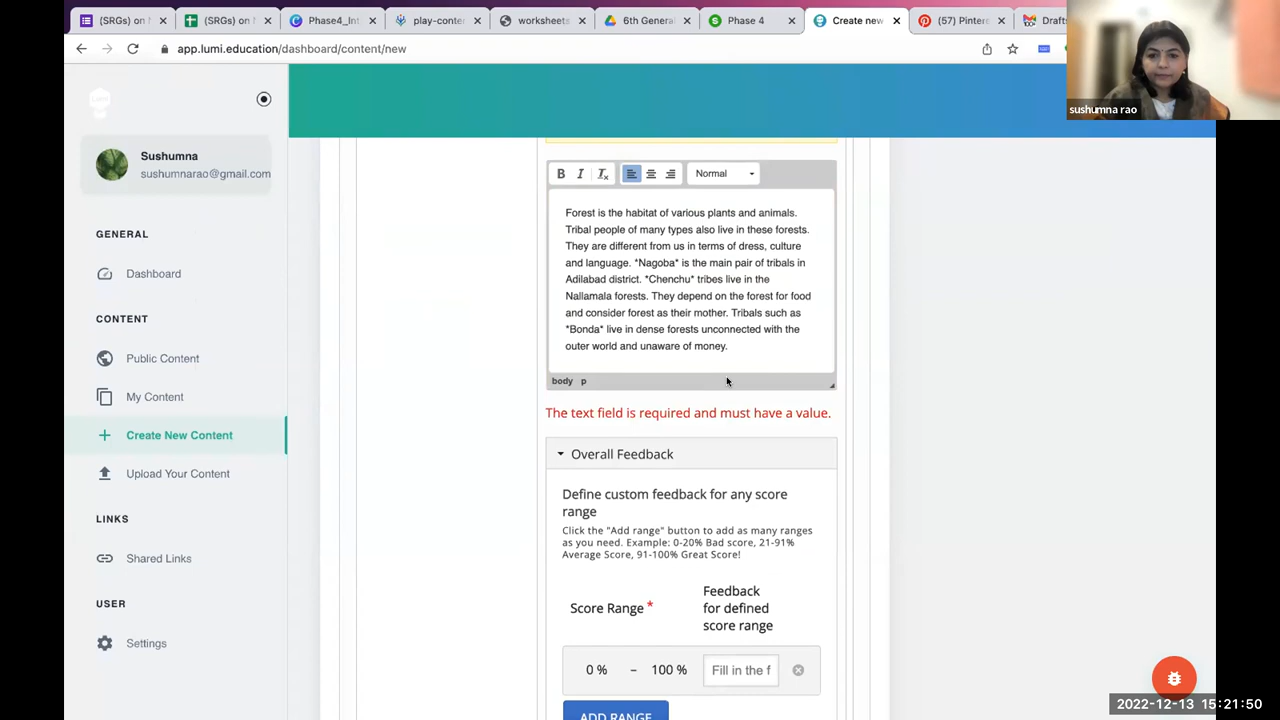 (SRGs) on
(SRGs) on
Phase4_Int
play-conter
worksheets
6th General
Phase 4
Create new
(57) Pintere
Drafts
app.lumi.education/dashboard/content/new
sushumna rao
Sushumna
sushumnarao@gmail.com
GENERAL
Dashboard
CONTENT
Public Content
My Content
Create New Content
Upload Your Content
LINKS
Shared Links
USER
Settings
B I Tx Normal
Forest is the habitat of various plants and animals.
Tribal people of many types also live in these forests.
They are different from us in terms of dress, culture
and language. *Nagoba* is the main pair of tribals in
Adilabad district. *Chenchu* tribes live in the
Nallamala forests. They depend on the forest for food
and consider forest as their mother. Tribals such as
*Bonda* live in dense forests unconnected with the
outer world and unaware of money.
body p
The text field is required and must have a value.
Overall Feedback
Define custom feedback for any score
range
Click the "Add range" button to add as many ranges
as you need. Example: 0-20% Bad score, 21-91%
Average Score, 91-100% Great Score!
Score Range *
Feedback
for defined
score range
0 % – 100 % Fill in the f
ADD RANGE
2022-12-13 15:21:50